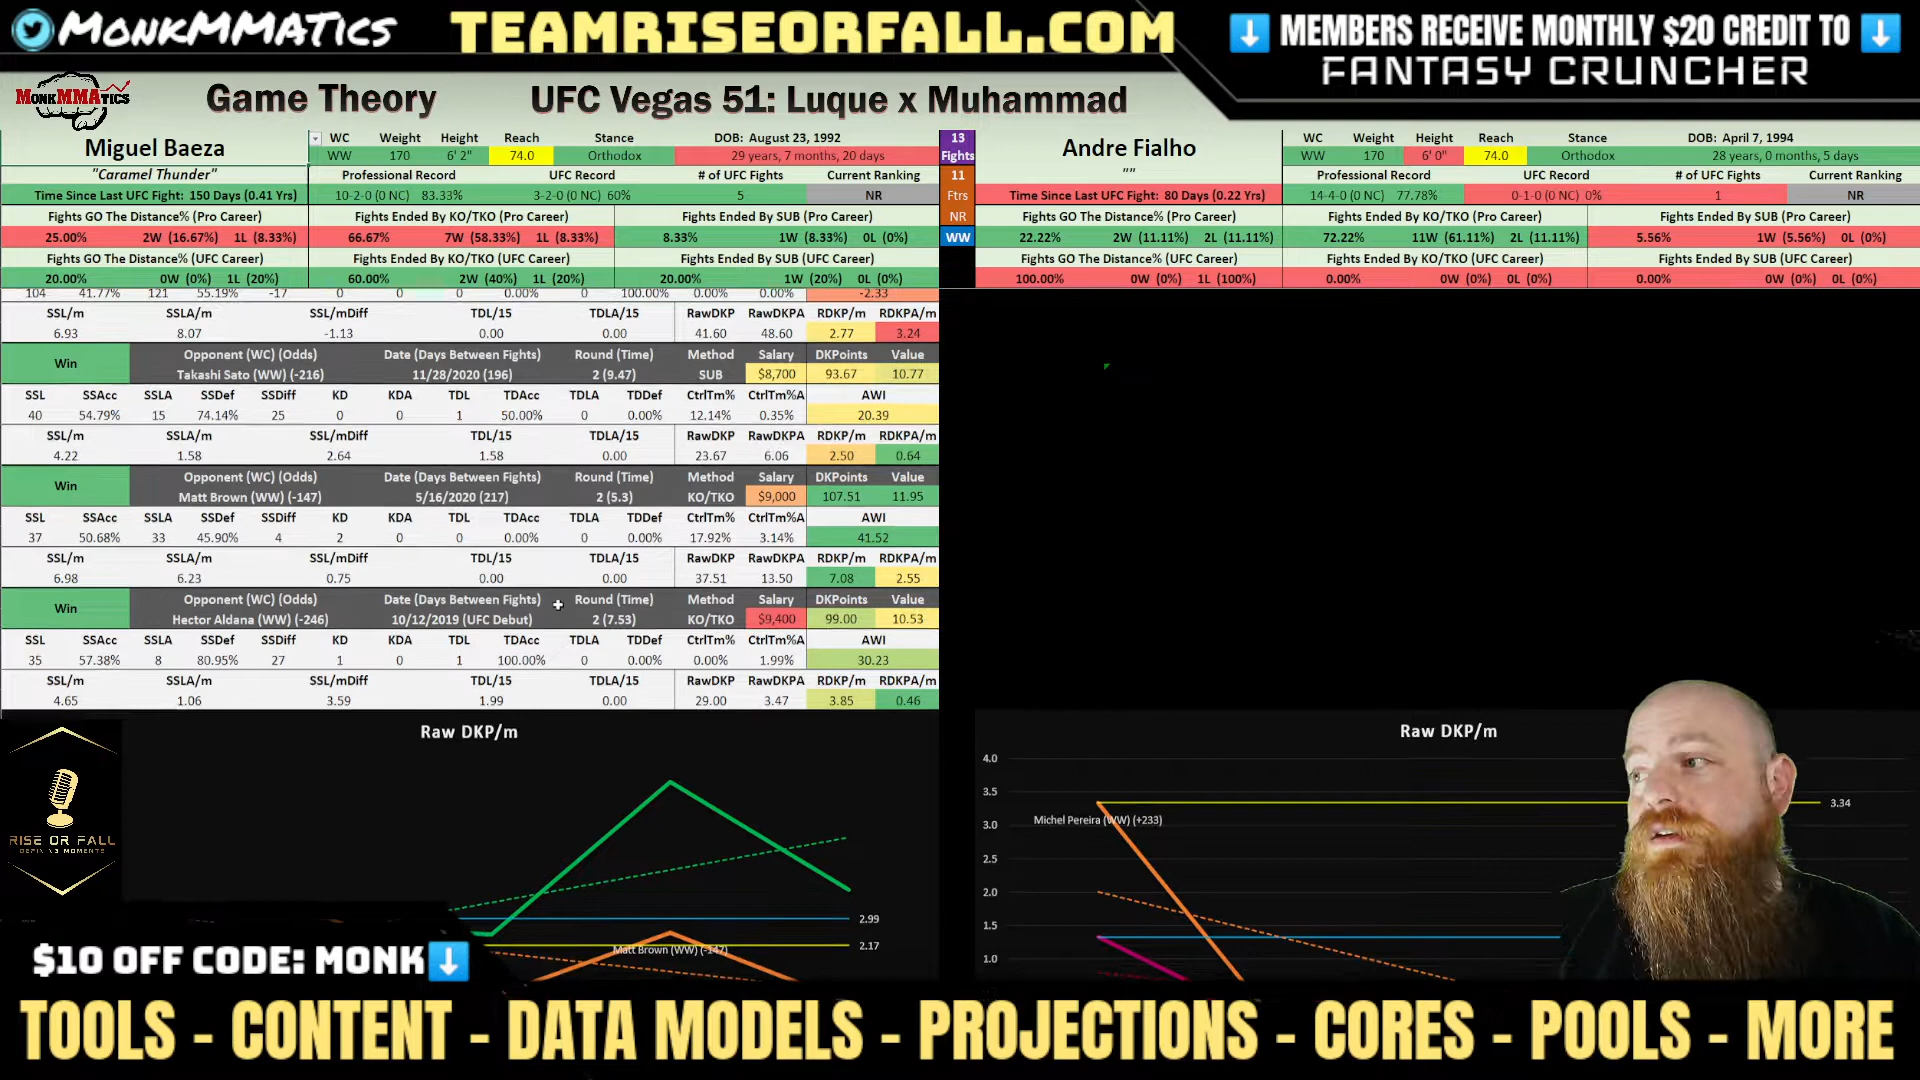 MonkMMAtics TEAMRISEORFALL.COM ⬇ MEMBERS RECEIVE MONTHLY $20 CREDIT TO ⬇
FANTASY CRUNCHER
MonkMMAtics Game Theory UFC Vegas 51: Luque x Muhammad
Miguel Baeza WC Weight Height Reach Stance DOB: August 23, 1992 13 Andre Fialho WC Weight Height Reach Stance DOB: April 7, 1994
WW 170 6' 2" 74.0 Orthodox 29 years, 7 months, 20 days Fights WW 170 6' 0" 74.0 Orthodox 28 years, 0 months, 5 days
"Caramel Thunder" Professional Record UFC Record # of UFC Fights Current Ranking 11 "" Professional Record UFC Record # of UFC Fights Current Ranking
Time Since Last UFC Fight: 150 Days (0.41 Yrs) 10-2-0 (0 NC) 83.33% 3-2-0 (0 NC) 60% 5 NR Ftrs Time Since Last UFC Fight: 80 Days (0.22 Yrs) 14-4-0 (0 NC) 77.78% 0-1-0 (0 NC) 0% 1 NR
Fights GO The Distance% (Pro Career) Fights Ended By KO/TKO (Pro Career) Fights Ended By SUB (Pro Career) NR Fights GO The Distance% (Pro Career) Fights Ended By KO/TKO (Pro Career) Fights Ended By SUB (Pro Career)
25.00% 2W (16.67%) 1L (8.33%) 66.67% 7W (58.33%) 1L (8.33%) 8.33% 1W (8.33%) 0L (0%) WW 22.22% 2W (11.11%) 2L (11.11%) 72.22% 11W (61.11%) 2L (11.11%) 5.56% 1W (5.56%) 0L (0%)
Fights GO The Distance% (UFC Career) Fights Ended By KO/TKO (UFC Career) Fights Ended By SUB (UFC Career) Fights GO The Distance% (UFC Career) Fights Ended By KO/TKO (UFC Career) Fights Ended By SUB (UFC Career)
20.00% 0W (0%) 1L (20%) 60.00% 2W (40%) 1L (20%) 20.00% 1W (20%) 0L (0%) 100.00% 0W (0%) 1L (100%) 0.00% 0W (0%) 0L (0%) 0.00% 0W (0%) 0L (0%)
104 41.77% 121 55.19% -17 0 0 0 0.00% 0 100.00% 0.00% 0.00% -2.33
SSL/m SSLA/m SSL/mDiff TDL/15 TDLA/15 RawDKP RawDKPA RDKP/m RDKPA/m
6.93 8.07 -1.13 0.00 0.00 41.60 48.60 2.77 3.24
Win Opponent (WC) (Odds) Date (Days Between Fights) Round (Time) Method Salary DKPoints Value
Takashi Sato (WW) (-216) 11/28/2020 (196) 2 (9.47) SUB $8,700 93.67 10.77
SSL SSAcc SSLA SSDef SSDiff KD KDA TDL TDAcc TDLA TDDef CtrlTm% CtrlTm%A AWI
40 54.79% 15 74.14% 25 0 0 1 50.00% 0 0.00% 12.14% 0.35% 20.39
SSL/m SSLA/m SSL/mDiff TDL/15 TDLA/15 RawDKP RawDKPA RDKP/m RDKPA/m
4.22 1.58 2.64 1.58 0.00 23.67 6.06 2.50 0.64
Win Opponent (WC) (Odds) Date (Days Between Fights) Round (Time) Method Salary DKPoints Value
Matt Brown (WW) (-147) 5/16/2020 (217) 2 (5.3) KO/TKO $9,000 107.51 11.95
SSL SSAcc SSLA SSDef SSDiff KD KDA TDL TDAcc TDLA TDDef CtrlTm% CtrlTm%A AWI
37 50.68% 33 45.90% 4 2 0 0 0.00% 0 0.00% 17.92% 3.14% 41.52
SSL/m SSLA/m SSL/mDiff TDL/15 TDLA/15 RawDKP RawDKPA RDKP/m RDKPA/m
6.98 6.23 0.75 0.00 0.00 37.51 13.50 7.08 2.55
Win Opponent (WC) (Odds) Date (Days Between Fights) Round (Time) Method Salary DKPoints Value
Hector Aldana (WW) (-246) 10/12/2019 (UFC Debut) 2 (7.53) KO/TKO $9,400 99.00 10.53
SSL SSAcc SSLA SSDef SSDiff KD KDA TDL TDAcc TDLA TDDef CtrlTm% CtrlTm%A AWI
35 57.38% 8 80.95% 27 1 0 1 100.00% 0 0.00% 0.00% 1.99% 30.23
SSL/m SSLA/m SSL/mDiff TDL/15 TDLA/15 RawDKP RawDKPA RDKP/m RDKPA/m
4.65 1.06 3.59 1.99 0.00 29.00 3.47 3.85 0.46
Raw DKP/m Raw DKP/m
4.0
3.5 3.34
3.0 Michel Pereira (WW) (+233)
RISE OR FALL
2.5
2.0
2.99 1.5
Matt Brown (WW) (-147) 2.17
1.0
$10 OFF CODE: MONK⬇
TOOLS - CONTENT - DATA MODELS - PROJECTIONS - CORES - POOLS - MORE